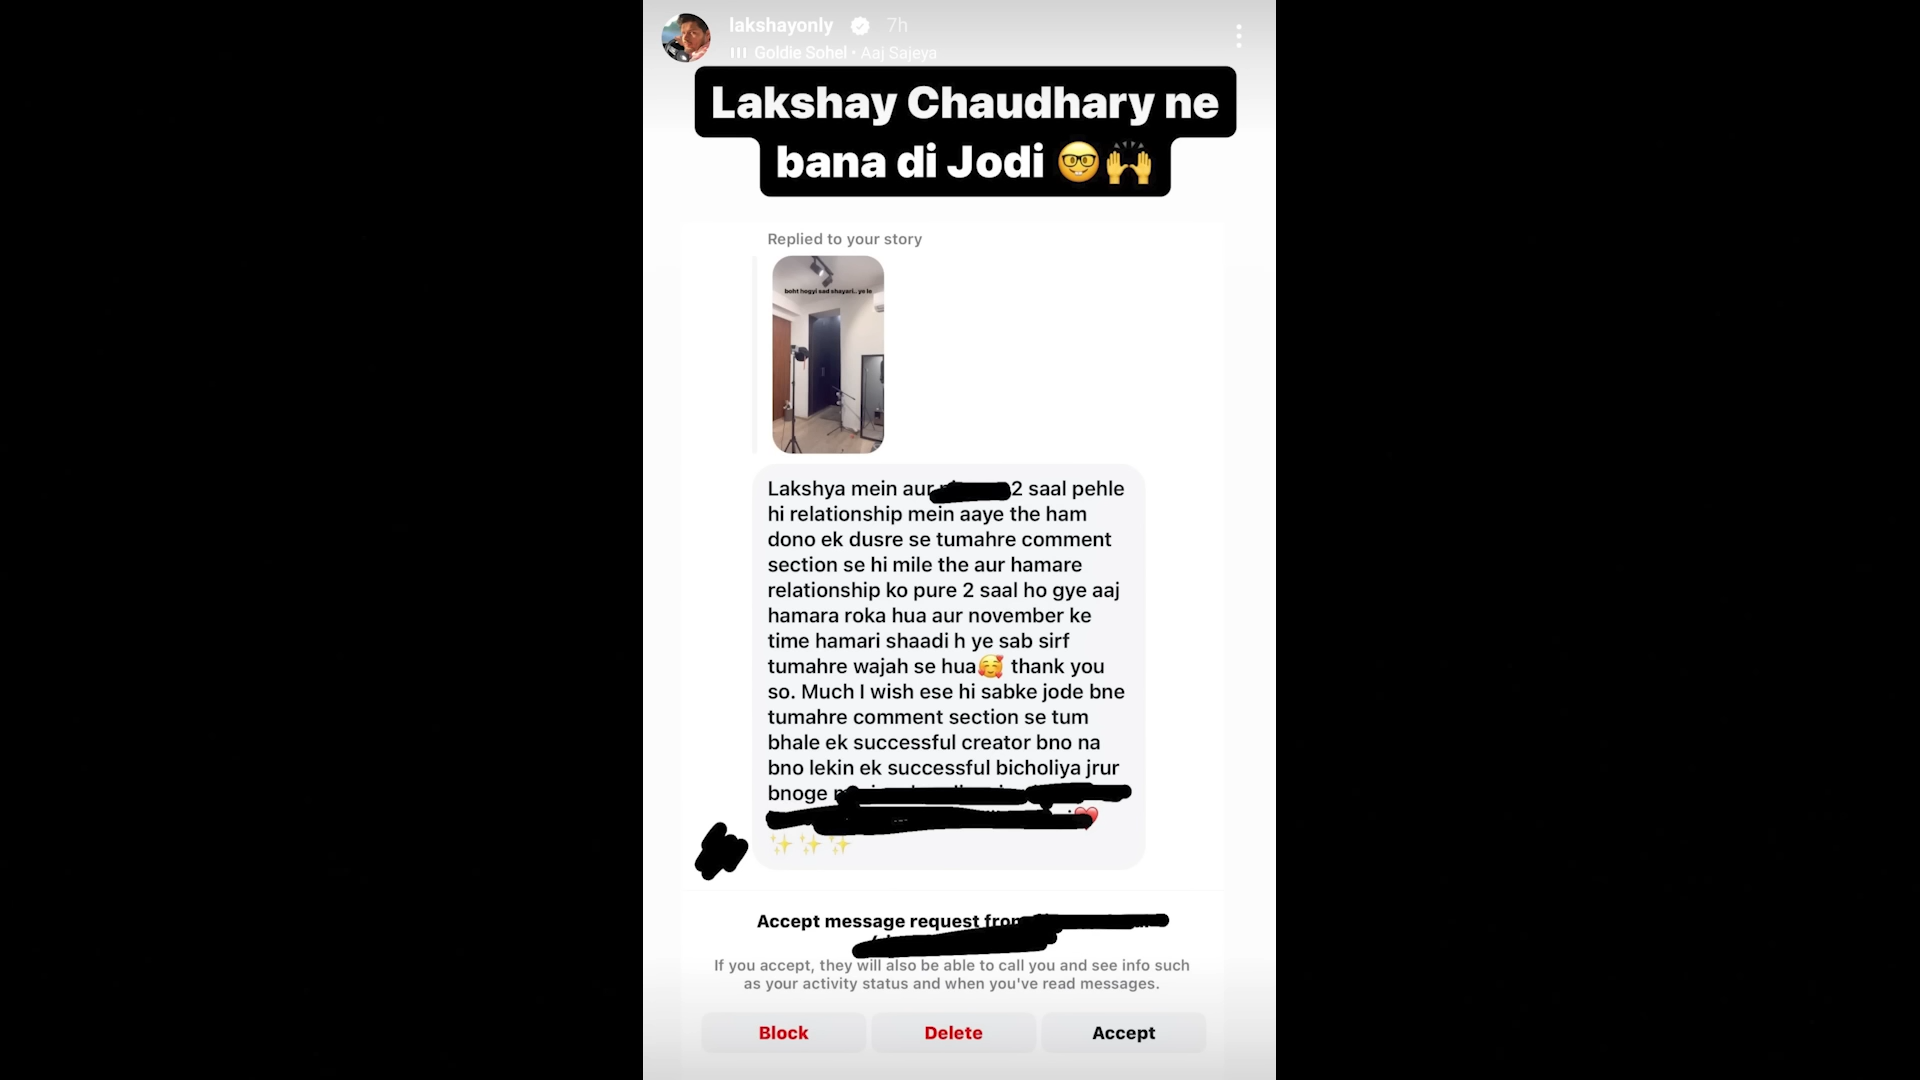 lakshayonly 7h
Goldie Sohel • Aaj Sajeya
Lakshay Chaudhary ne
bana di Jodi 🤓🙌
Replied to your story
boht hogyi sad shayari.. ye lo
Lakshya mein aur 2 saal pehle
hi relationship mein aaye the ham
dono ek dusre se tumahre comment
section se hi mile the aur hamare
relationship ko pure 2 saal ho gye aaj
hamara roka hua aur november ke
time hamari shaadi h ye sab sirf
tumahre wajah se hua🥰 thank you
so. Much I wish ese hi sabke jode bne
tumahre comment section se tum
bhale ek successful creator bno na
bno lekin ek successful bicholiya jrur
bnoge
❤️
✨✨✨
Accept message request from
If you accept, they will also be able to call you and see info such
as your activity status and when you've read messages.
Block
Delete
Accept